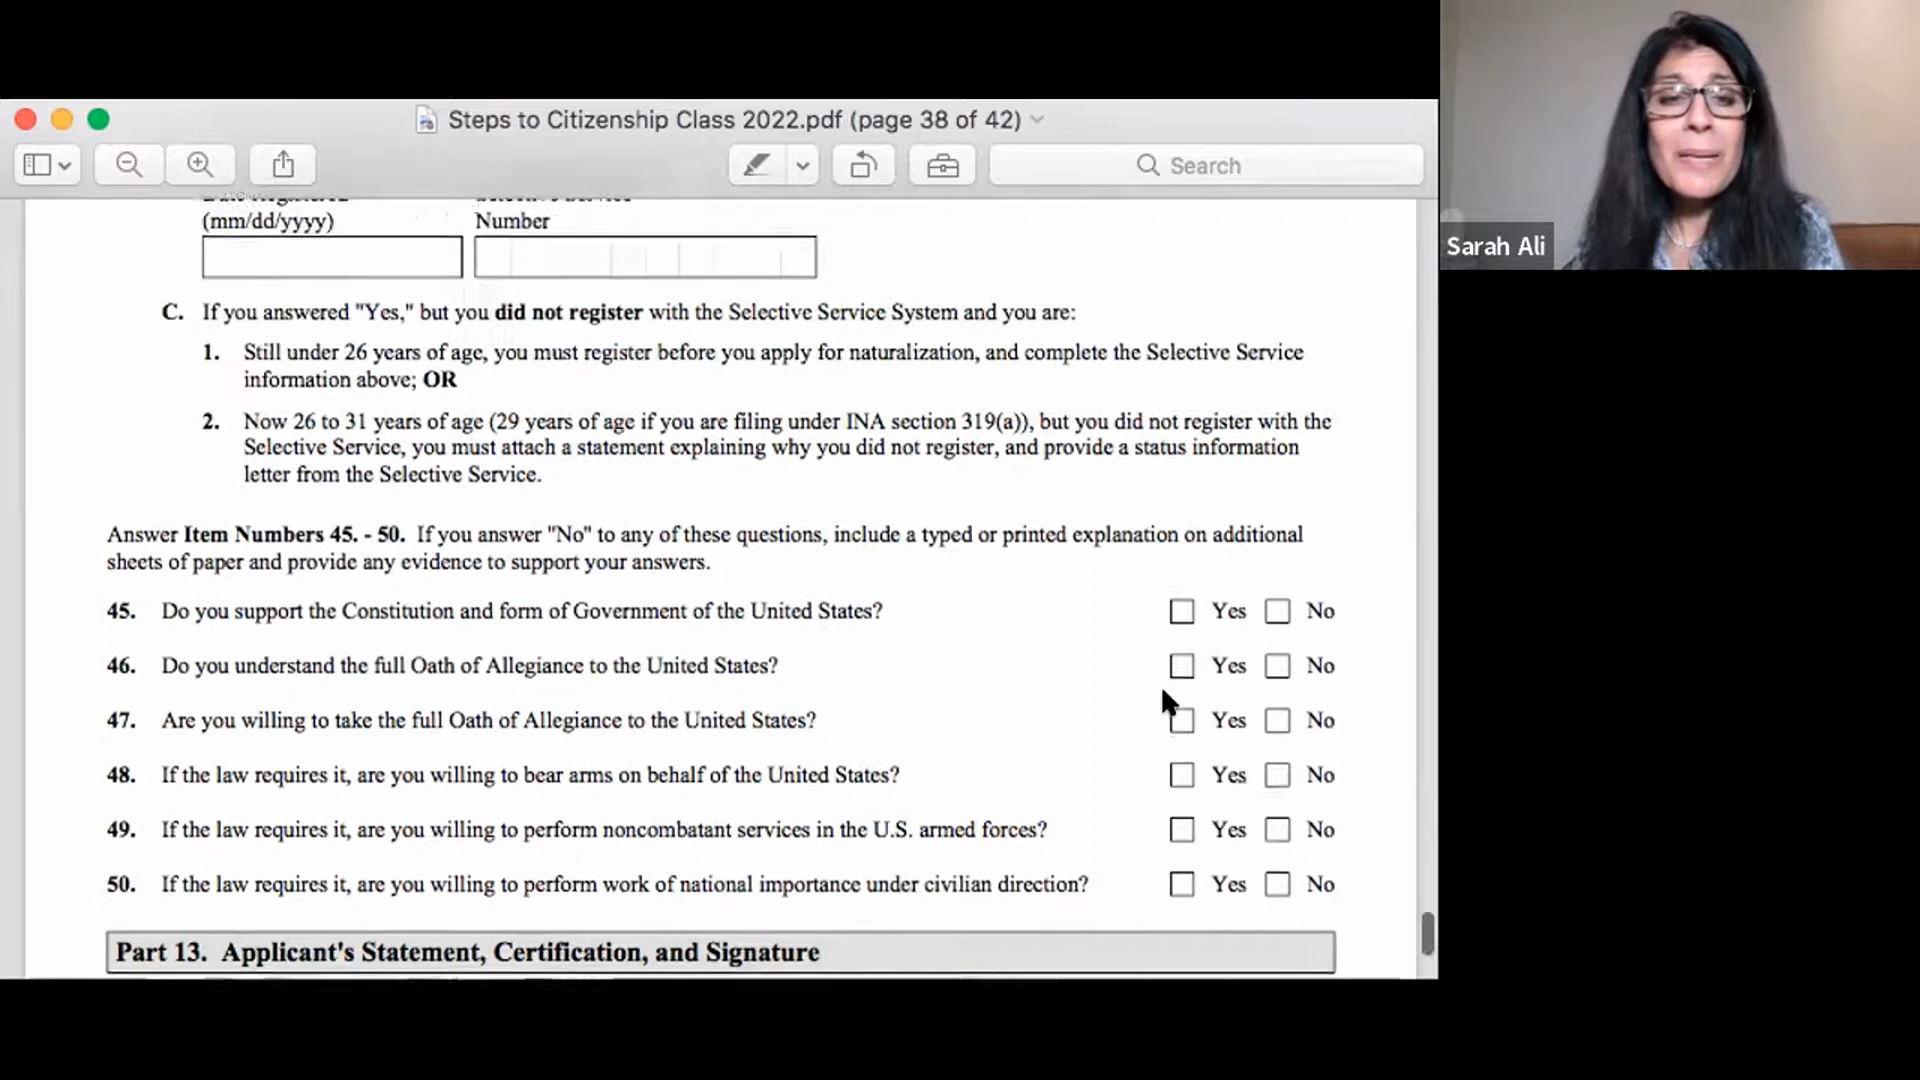 Steps to Citizenship Class 2022.pdf (page 38 of 42)
Search
Sarah Ali
(mm/dd/yyyy)
Number
C. If you answered "Yes," but you did not register with the Selective Service System and you are:
1. Still under 26 years of age, you must register before you apply for naturalization, and complete the Selective Service
information above; OR
2. Now 26 to 31 years of age (29 years of age if you are filing under INA section 319(a)), but you did not register with the
Selective Service, you must attach a statement explaining why you did not register, and provide a status information
letter from the Selective Service.
Answer Item Numbers 45. - 50. If you answer "No" to any of these questions, include a typed or printed explanation on additional
sheets of paper and provide any evidence to support your answers.
45. Do you support the Constitution and form of Government of the United States? Yes No
46. Do you understand the full Oath of Allegiance to the United States? Yes No
47. Are you willing to take the full Oath of Allegiance to the United States? Yes No
48. If the law requires it, are you willing to bear arms on behalf of the United States? Yes No
49. If the law requires it, are you willing to perform noncombatant services in the U.S. armed forces? Yes No
50. If the law requires it, are you willing to perform work of national importance under civilian direction? Yes No
Part 13. Applicant's Statement, Certification, and Signature